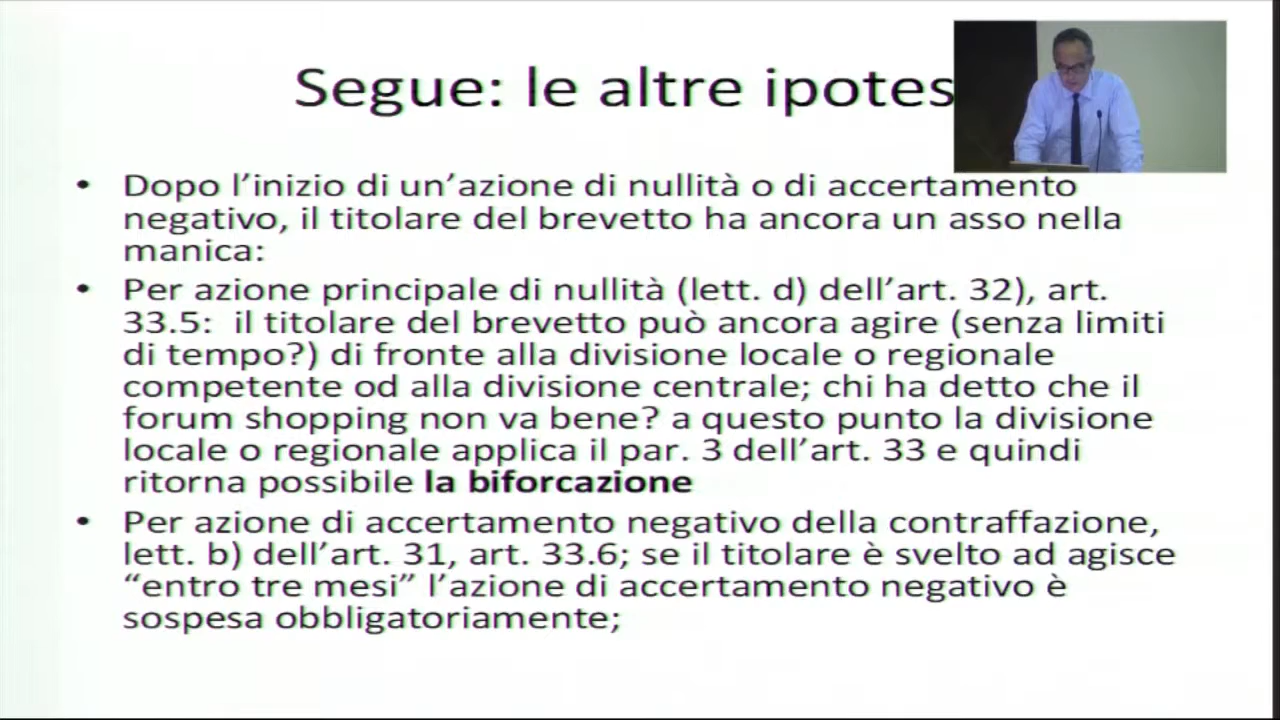 Segue: le altre ipotes
• Dopo l’inizio di un’azione di nullità o di accertamento
negativo, il titolare del brevetto ha ancora un asso nella
manica:
• Per azione principale di nullità (lett. d) dell’art. 32), art.
33.5:  il titolare del brevetto può ancora agire (senza limiti
di tempo?) di fronte alla divisione locale o regionale
competente od alla divisione centrale; chi ha detto che il
forum shopping non va bene? a questo punto la divisione
locale o regionale applica il par. 3 dell’art. 33 e quindi
ritorna possibile la biforcazione
• Per azione di accertamento negativo della contraffazione,
lett. b) dell’art. 31, art. 33.6; se il titolare è svelto ad agisce
“entro tre mesi” l’azione di accertamento negativo è
sospesa obbligatoriamente;